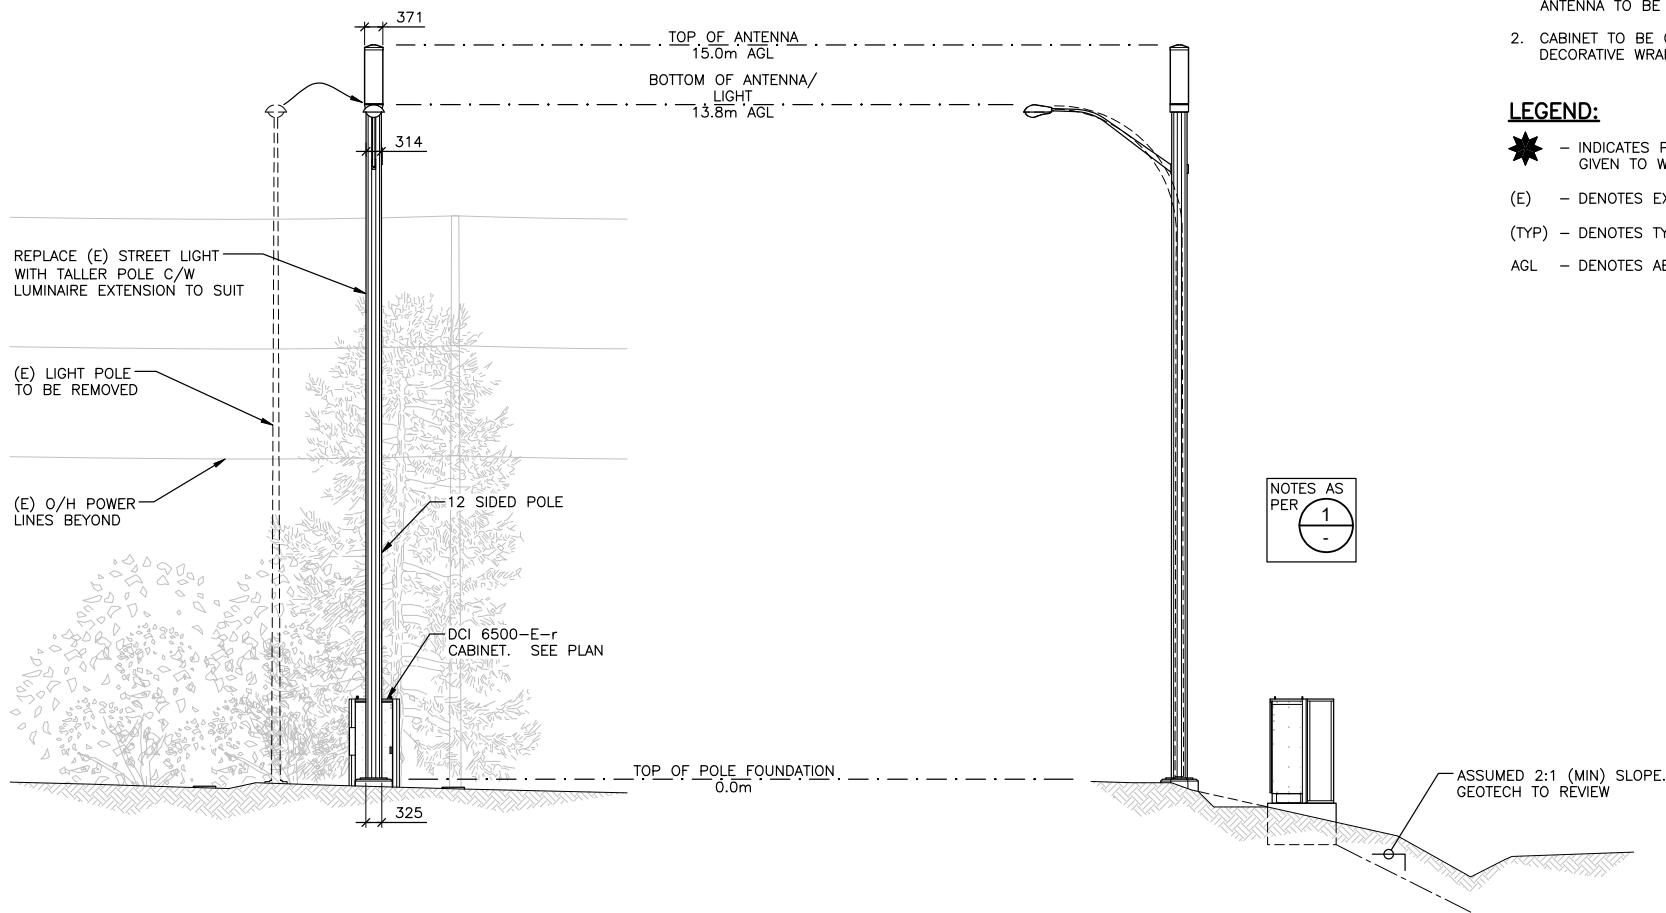 371
TOP OF ANTENNA
15.0m AGL
BOTTOM OF ANTENNA/
LIGHT
13.8m AGL
314
REPLACE (E) STREET LIGHT
WITH TALLER POLE C/W
LUMINAIRE EXTENSION TO SUIT
(E) LIGHT POLE
TO BE REMOVED
(E) O/H POWER
LINES BEYOND
12 SIDED POLE
DCI 6500-E-r
CABINET. SEE PLAN
TOP OF POLE FOUNDATION
0.0m
325
NOTES AS
PER
1
-
ASSUMED 2:1 (MIN) SLOPE.
GEOTECH TO REVIEW
ANTENNA TO BE
2. CABINET TO BE
DECORATIVE
LEGEND:
- INDICATES
GIVEN TO
(E) - DENOTES
(TYP) - DENOTES
AGL - DENOTES